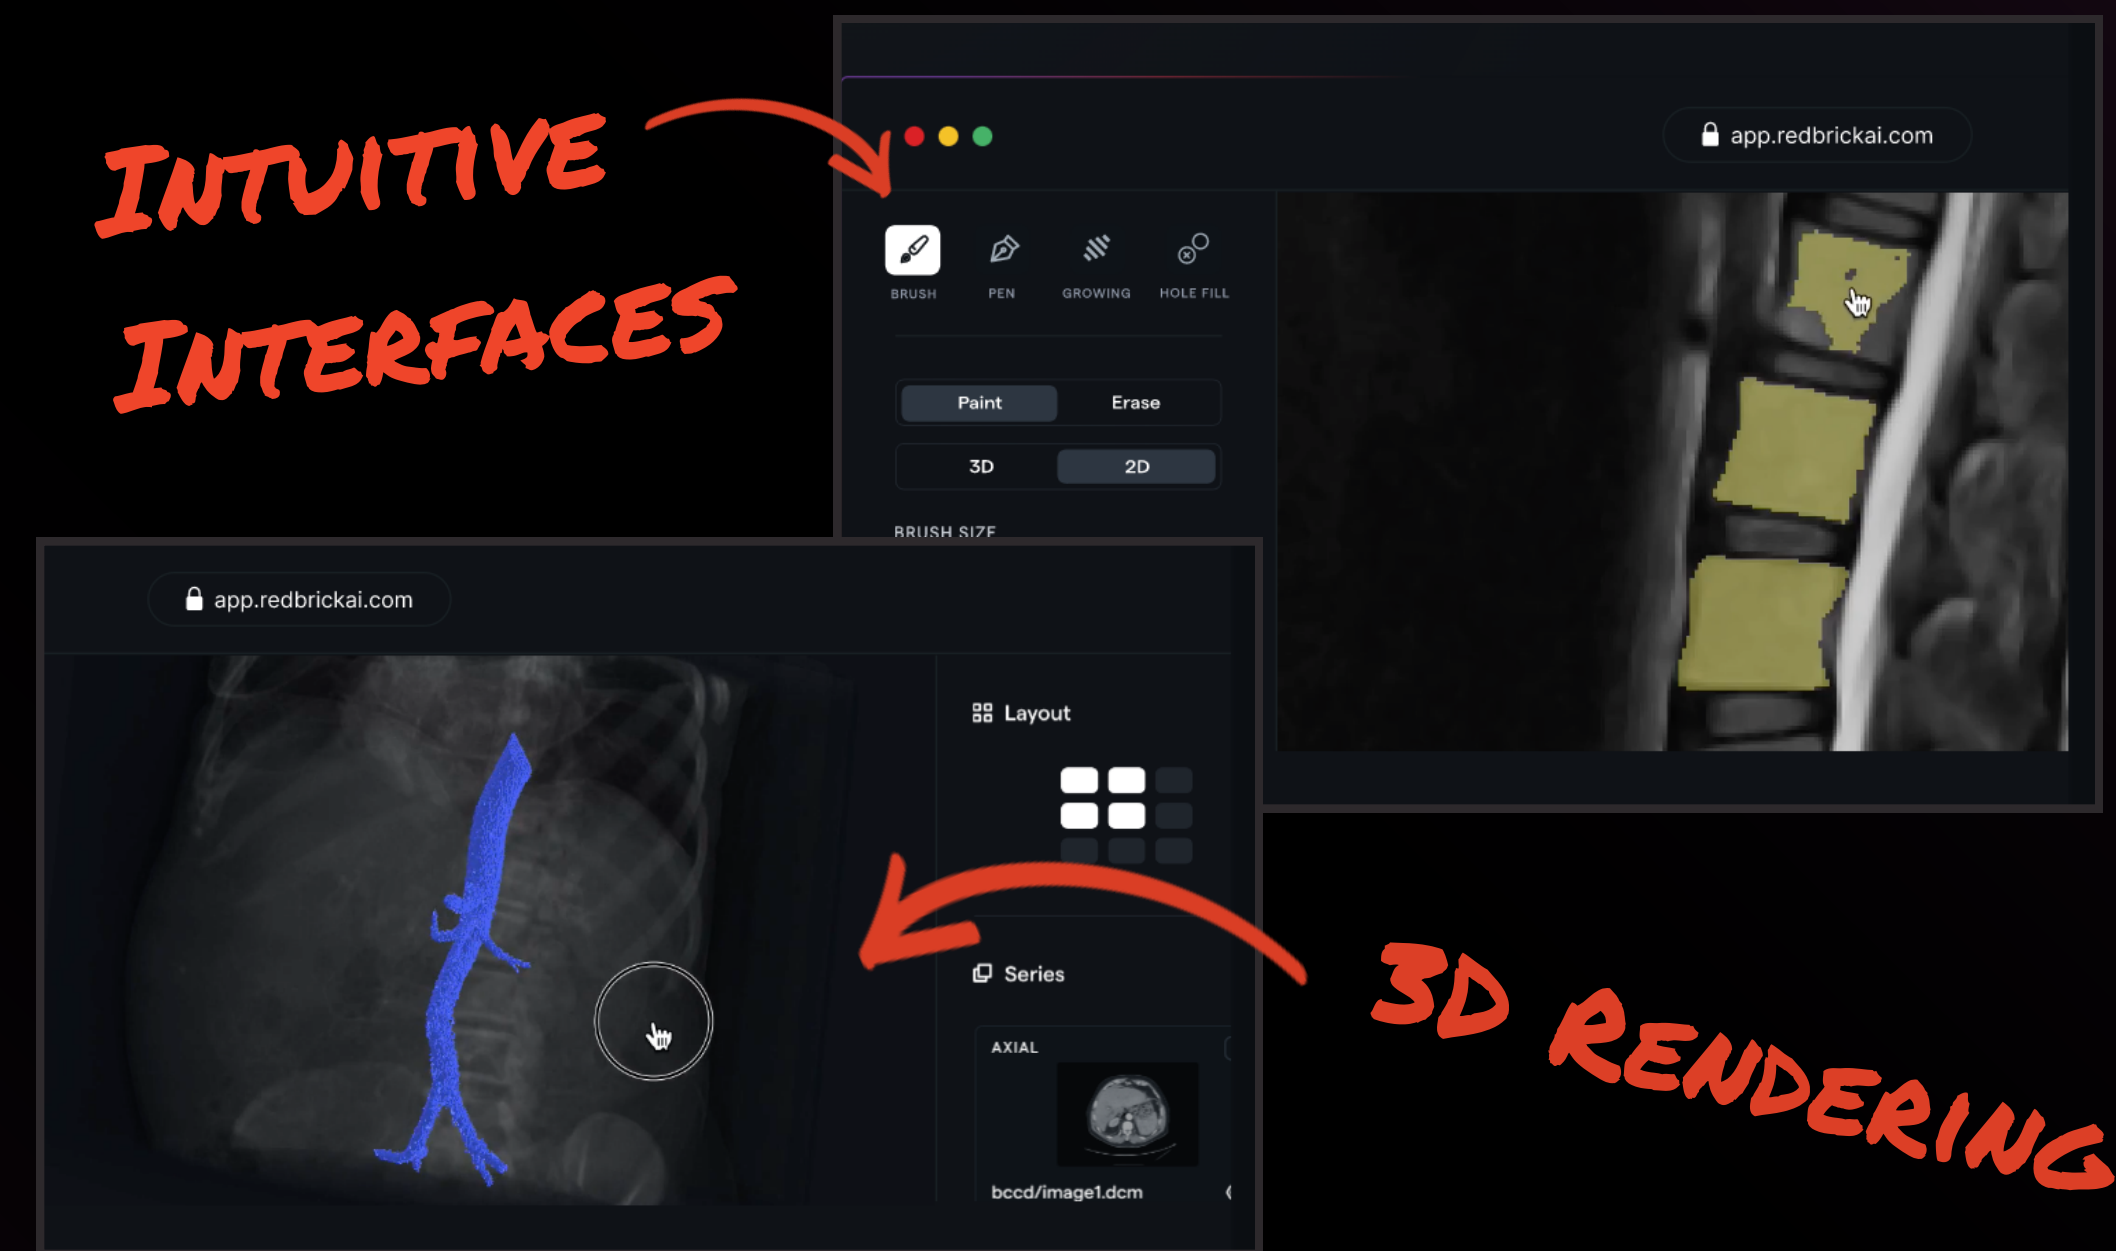 INTUITIVE
INTERFACES
app.redbrickai.com
BRUSH PEN GROWING HOLE FILL
Paint Erase
3D 2D
BRUSH SIZE
app.redbrickai.com
Layout
Series
AXIAL
bccd/image1.dcm
3D RENDERING